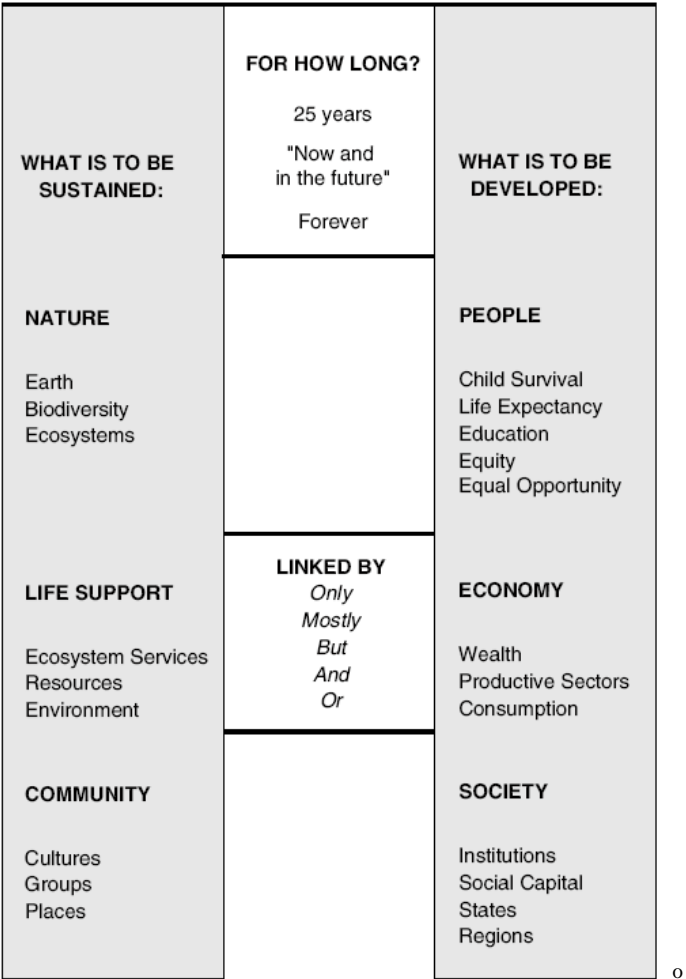 WHAT IS TO BE
SUSTAINED:
NATURE
Earth
Biodiversity
Ecosystems
LIFE SUPPORT
Ecosystem Services
Resources
Environment
COMMUNITY
Cultures
Groups
Places
FOR HOW LONG?
25 years
"Now and
in the future"
Forever
LINKED BY
Only
Mostly
But
And
Or
WHAT IS TO BE
DEVELOPED:
PEOPLE
Child Survival
Life Expectancy
Education
Equity
Equal Opportunity
ECONOMY
Wealth
Productive Sectors
Consumption
SOCIETY
Institutions
Social Capital
States
Regions
o